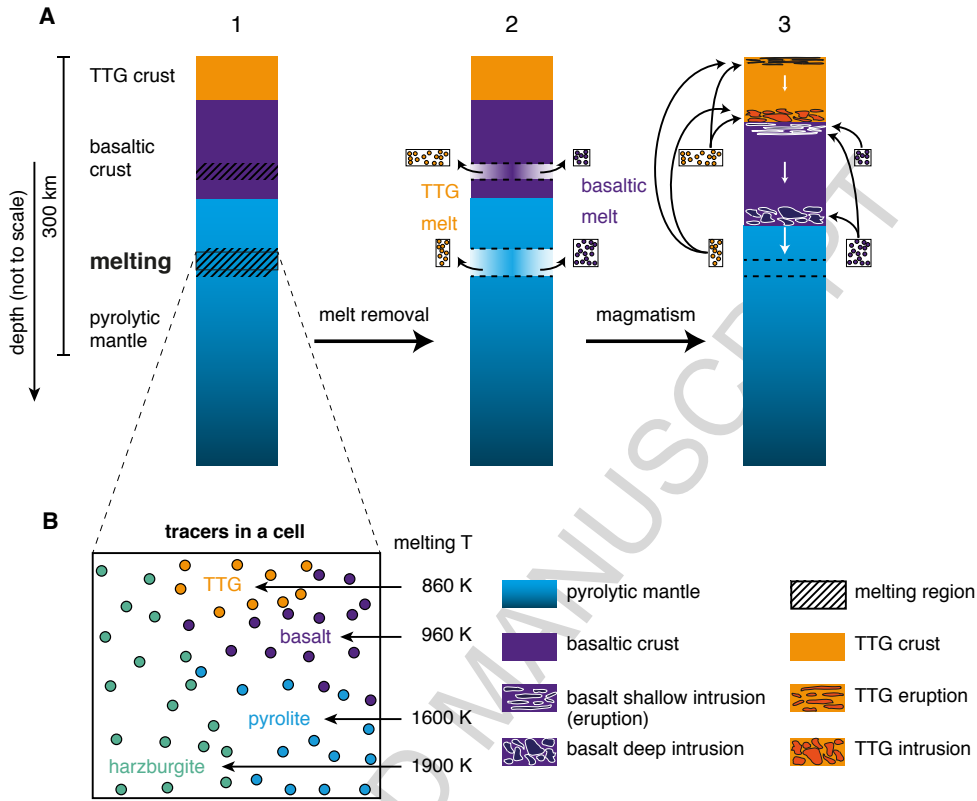 A
1
2
3
TTG crust
basaltic
crust
melting
pyrolytic
mantle
depth (not to scale)
300 km
TTG
melt
basaltic
melt
melt removal
magmatism
B
tracers in a cell
melting T
TTG
860 K
basalt
960 K
pyrolite
1600 K
harzburgite
1900 K
pyrolytic mantle
basaltic crust
basalt shallow intrusion
(eruption)
basalt deep intrusion
melting region
TTG crust
TTG eruption
TTG intrusion
D MANUSCRIPT